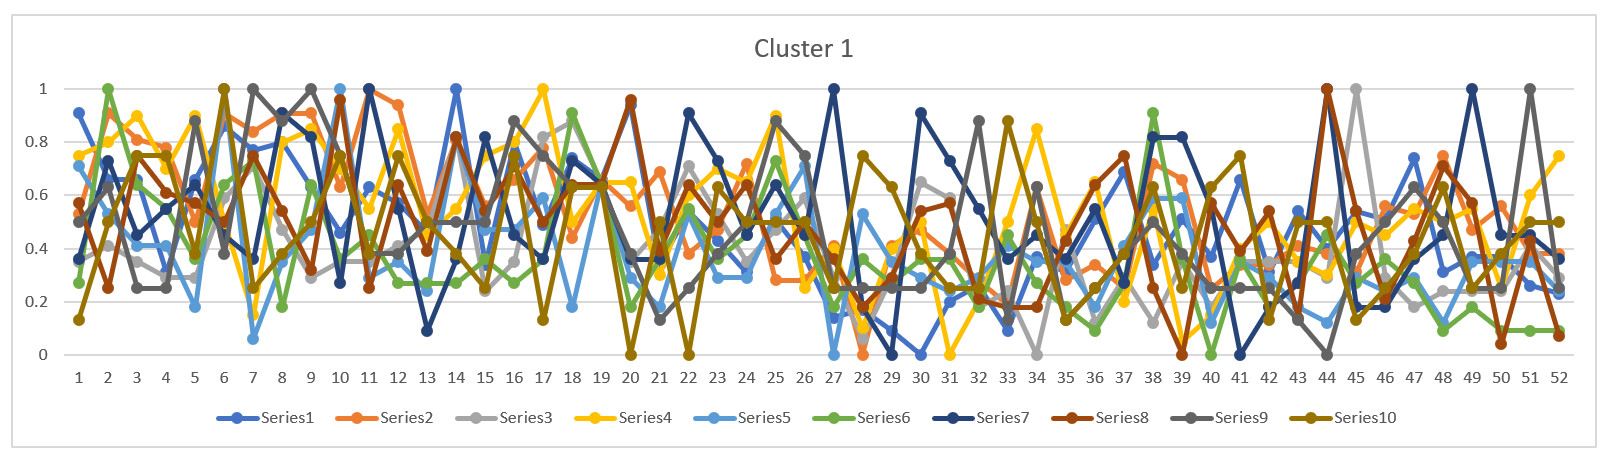 Cluster 1
1
0.8
0.6
0.4
0.2
0
1 2 3 4 5 6 7 8 9 10 11 12 13 14 15 16 17 18 19 20 21 22 23 24 25 26 27 28 29 30 31 32 33 34 35 36 37 38 39 40 41 42 43 44 45 46 47 48 49 50 51 52
Series1 Series2 Series3 Series4 Series5 Series6 Series7 Series8 Series9 Series10